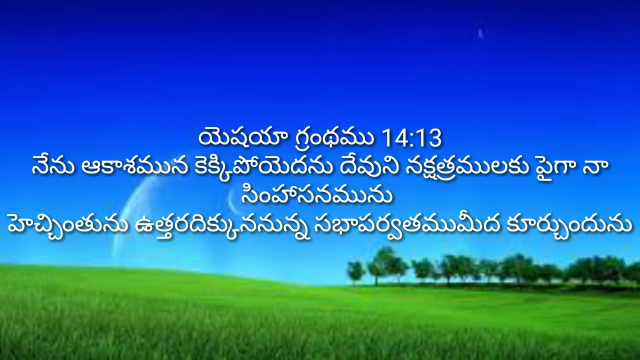 యెషయా గ్రంథము 14:13
నేను ఆకాశమున కెక్కిపోయెదను దేవుని నక్షత్రములకు పైగా నా
సింహాసనమును
హెచ్చింతును ఉత్తరదిక్కుననున్న సభాపర్వతముమీద కూర్చుందును